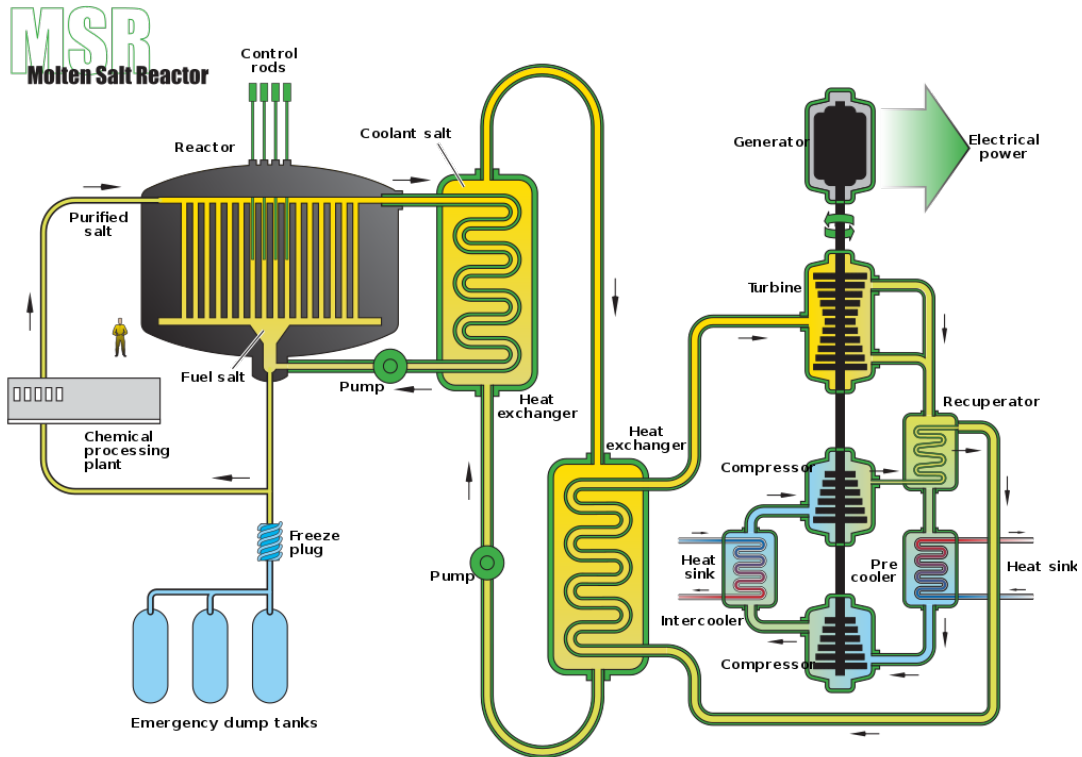 MSR
Molten Salt Reactor
Control
rods
Reactor
Coolant salt
Generator
Electrical
power
Purified
salt
Turbine
Fuel salt
Pump
Heat
exchanger
Recuperator
Chemical
processing
plant
Heat
exchanger
Compressor
Freeze
plug
Pump
Heat
sink
Pre
cooler
Heat sink
Intercooler
Compressor
Emergency dump tanks